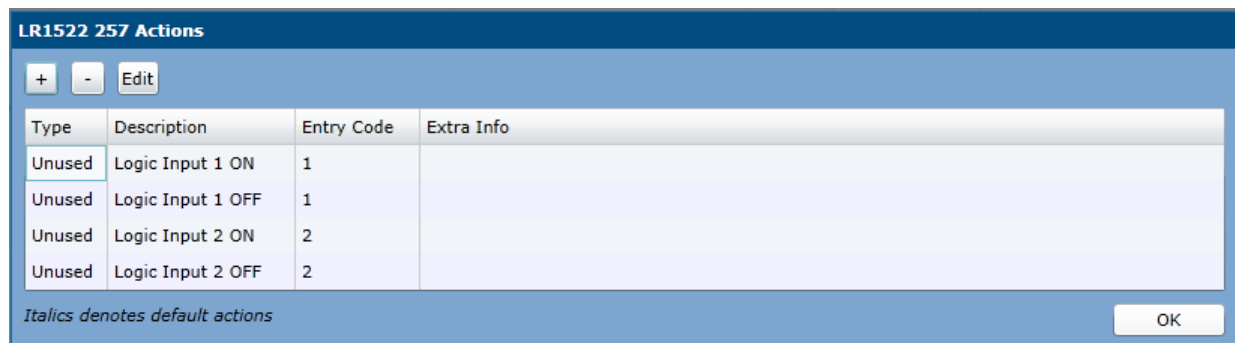 LR1522 257 Actions
+ - Edit
Type Description Entry Code Extra Info
Unused Logic Input 1 ON 1
Unused Logic Input 1 OFF 1
Unused Logic Input 2 ON 2
Unused Logic Input 2 OFF 2
Italics denotes default actions OK